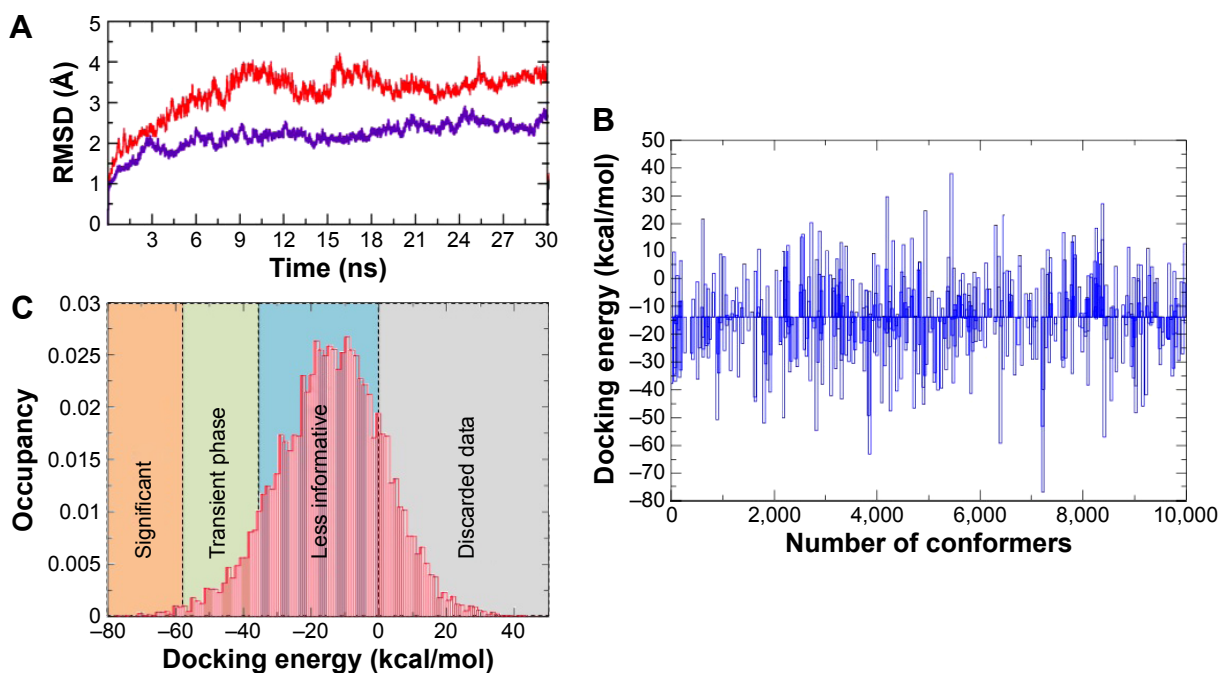 A
RMSD (Å)
5
4
3
2
1
0
3 6 9 12 15 18 21 24 27 30
Time (ns)
B
Docking energy (kcal/mol)
50
40
30
20
10
0
–10
–20
–30
–40
–50
–60
–70
–80
0 2,000 4,000 6,000 8,000 10,000
Number of conformers
C
Occupancy
0.03
0.025
0.02
0.015
0.01
0.005
0
Significant
Transient phase
Less informative
Discarded data
–80 –60 –40 –20 0 20 40
Docking energy (kcal/mol)